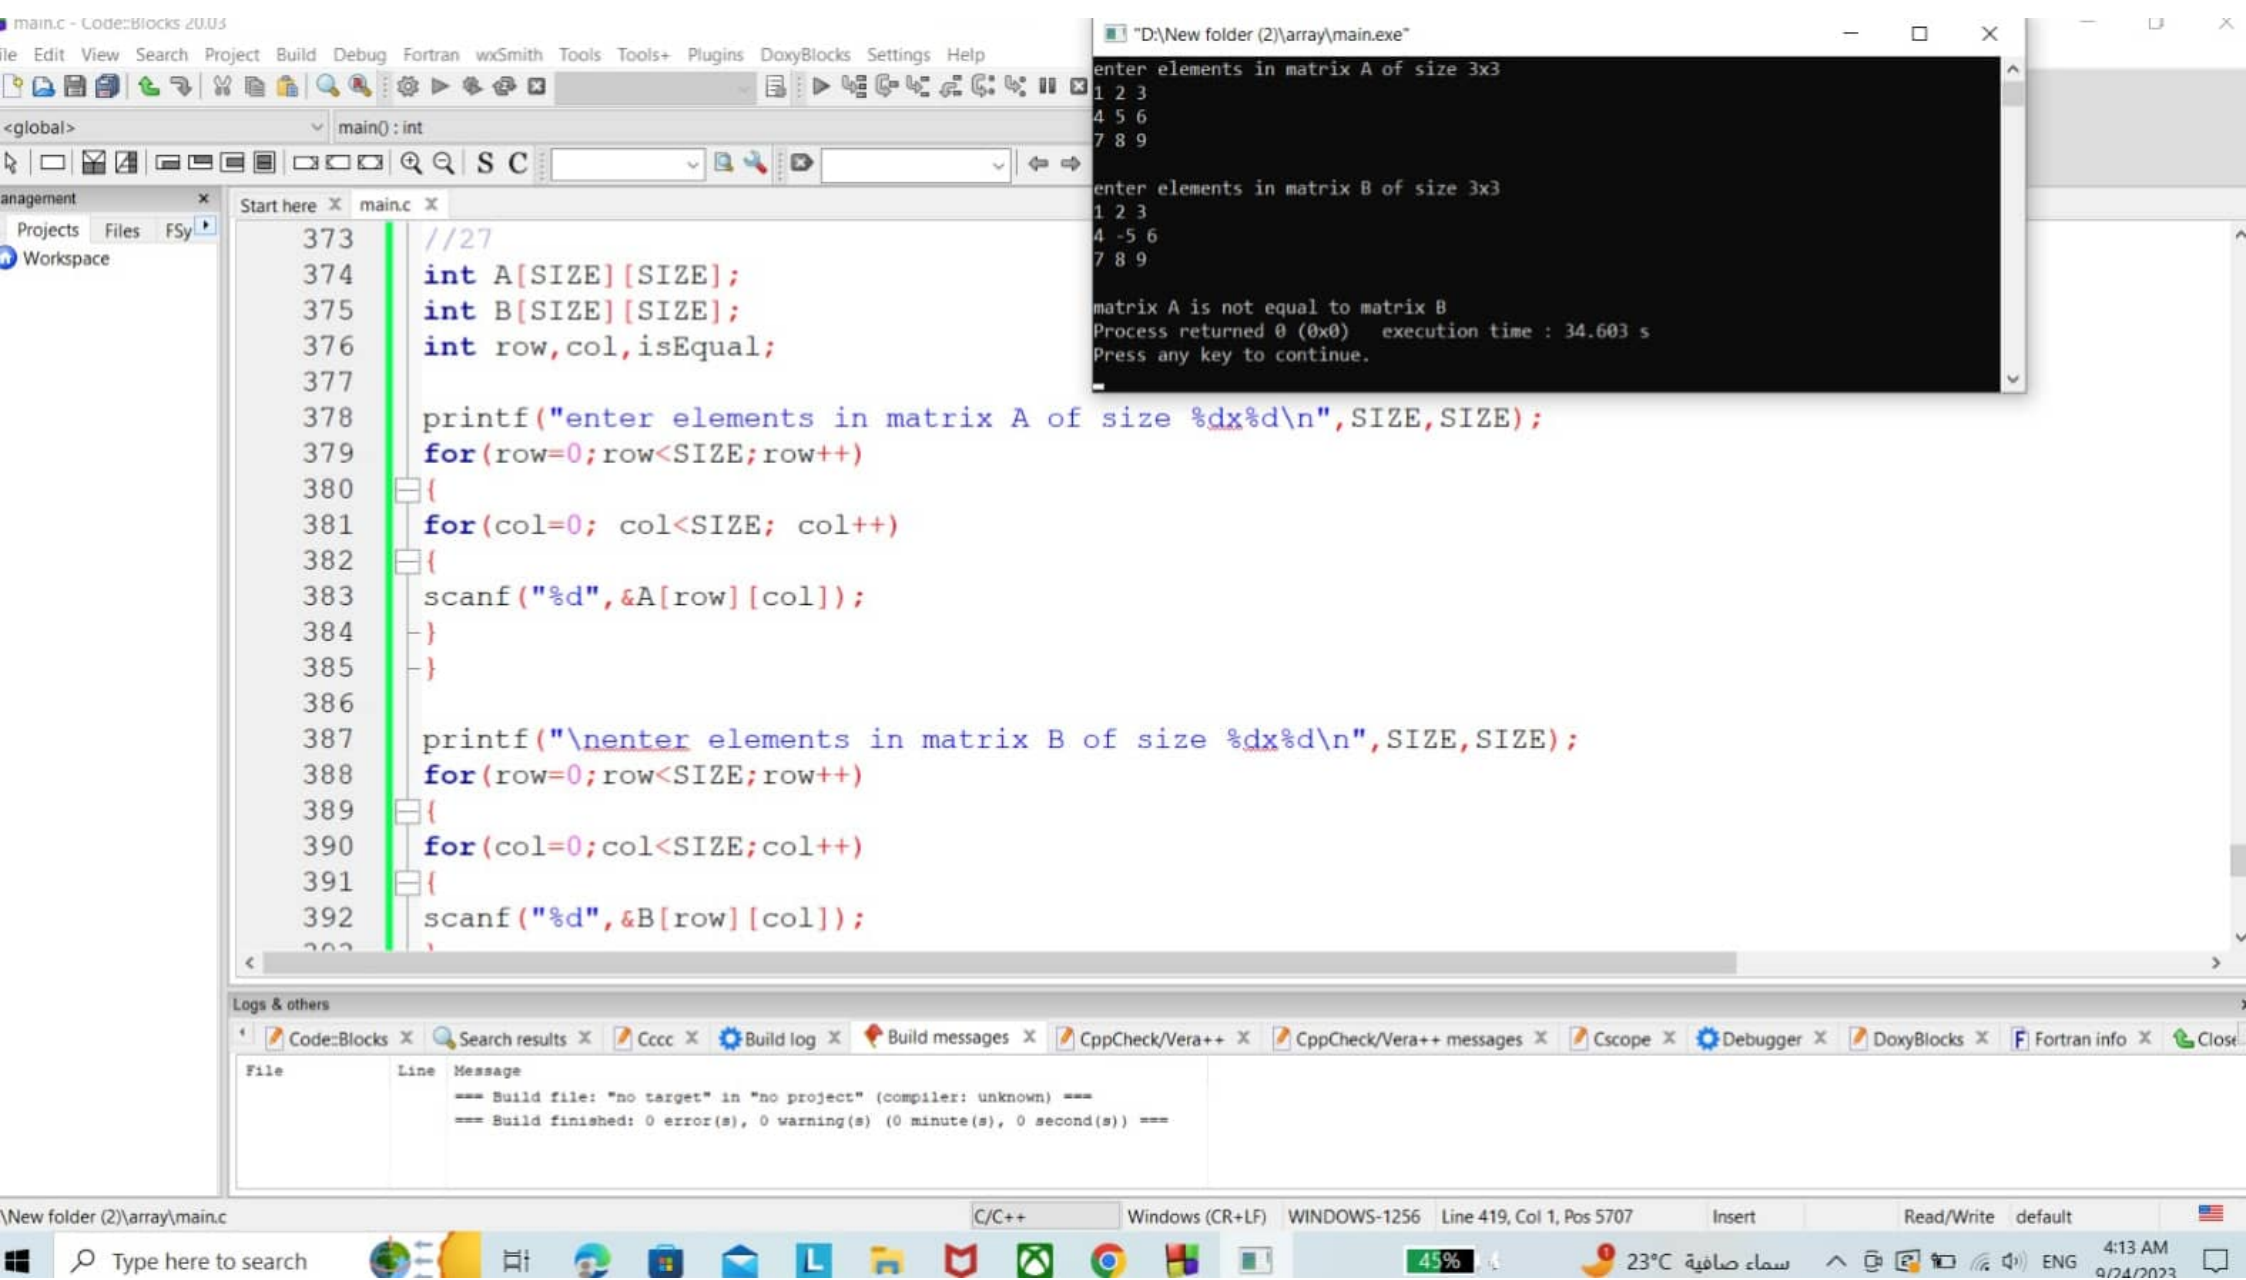 main.c - Code::Blocks 20.03
"D:\New folder (2)\array\main.exe"
Edit View Search Project Build Debug Fortran wxSmith Tools Tools+ Plugins DoxyBlocks Settings Help
<global> main() : int
S C
enter elements in matrix A of size 3x3
1 2 3
4 5 6
7 8 9
enter elements in matrix B of size 3x3
1 2 3
4 -5 6
7 8 9
matrix A is not equal to matrix B
Process returned 0 (0x0) execution time : 34.603 s
Press any key to continue.
anagement
Projects Files FSy
Workspace
Start here main.c
373 //27
374 int A[SIZE][SIZE];
375 int B[SIZE][SIZE];
376 int row,col,isEqual;
377
378 printf("enter elements in matrix A of size %dx%d\n",SIZE,SIZE);
379 for(row=0;row<SIZE;row++)
380 {
381 for(col=0; col<SIZE; col++)
382 {
383 scanf("%d",&A[row][col]);
384 }
385 }
386
387 printf("\nenter elements in matrix B of size %dx%d\n",SIZE,SIZE);
388 for(row=0;row<SIZE;row++)
389 {
390 for(col=0;col<SIZE;col++)
391 {
392 scanf("%d",&B[row][col]);
Logs & others
Code::Blocks Search results Cccc Build log Build messages CppCheck/Vera++ CppCheck/Vera++ messages Cscope Debugger DoxyBlocks Fortran info Close
File Line Message
=== Build file: "no target" in "no project" (compiler: unknown) ===
=== Build finished: 0 error(s), 0 warning(s) (0 minute(s), 0 second(s)) ===
\New folder (2)\array\main.c C/C++ Windows (CR+LF) WINDOWS-1256 Line 419, Col 1, Pos 5707 Insert Read/Write default
Type here to search L 45% 1 23°C سماء صافية ENG 4:13 AM
9/24/2023